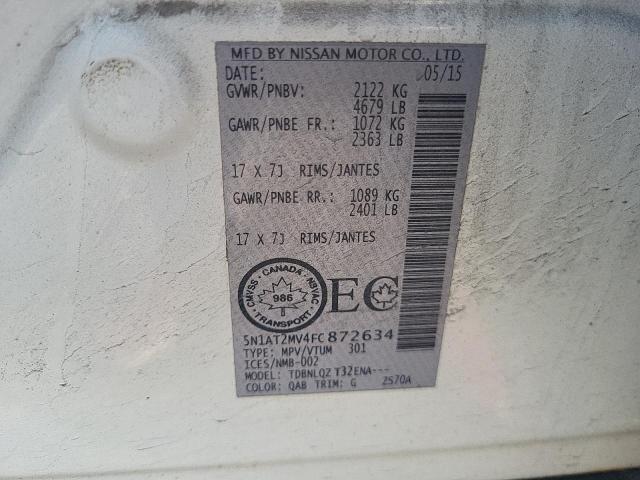 MFD BY NISSAN MOTOR CO., LTD.
DATE: 05/15
GVWR/PNBV: 2122 KG
4679 LB
GAWR/PNBE FR.: 1072 KG
2363 LB
17 X 7J RIMS/JANTES
GAWR/PNBE RR.: 1089 KG
2401 LB
17 X 7J RIMS/JANTES
CMVSS · CANADA · NSVAC
986
TRANSPORT
EC
5N1AT2MV4FC872634
TYPE: MPV/VTUM 301
ICES/NMB-002
MODEL: TDBNLQZ T32ENA---
COLOR: QAB TRIM: G 2570A